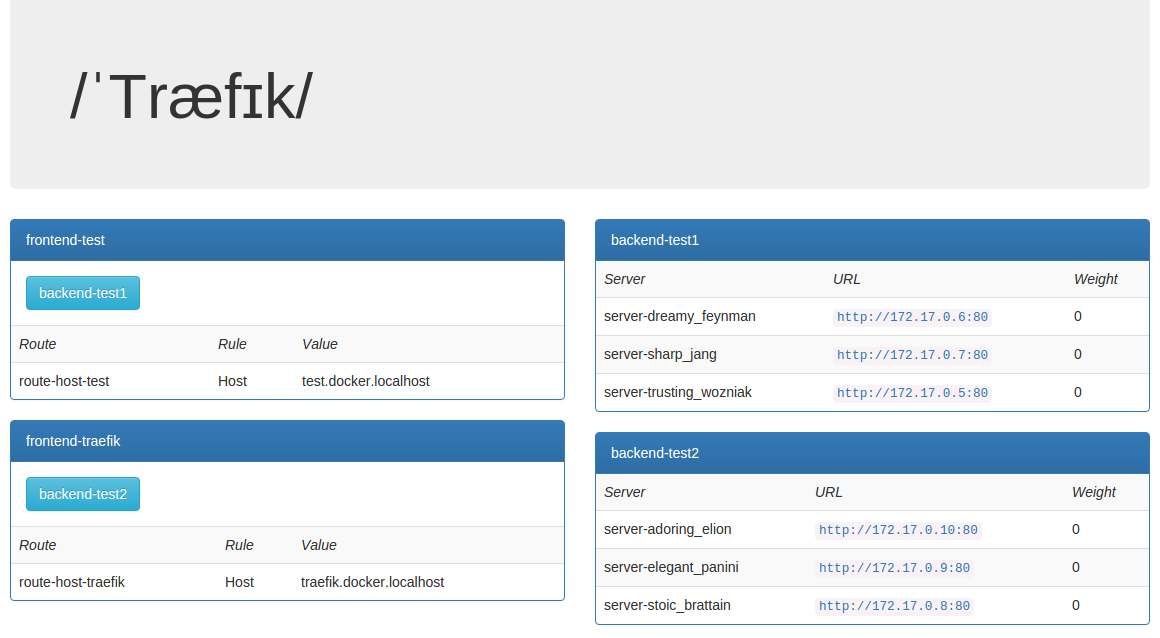 /ˈTræfɪk/
frontend-test
backend-test1
Route Rule Value
route-host-test Host test.docker.localhost
frontend-traefik
backend-test2
Route Rule Value
route-host-traefik Host traefik.docker.localhost
backend-test1
Server URL Weight
server-dreamy_feynman http://172.17.0.6:80 0
server-sharp_jang http://172.17.0.7:80 0
server-trusting_wozniak http://172.17.0.5:80 0
backend-test2
Server URL Weight
server-adoring_elion http://172.17.0.10:80 0
server-elegant_panini http://172.17.0.9:80 0
server-stoic_brattain http://172.17.0.8:80 0